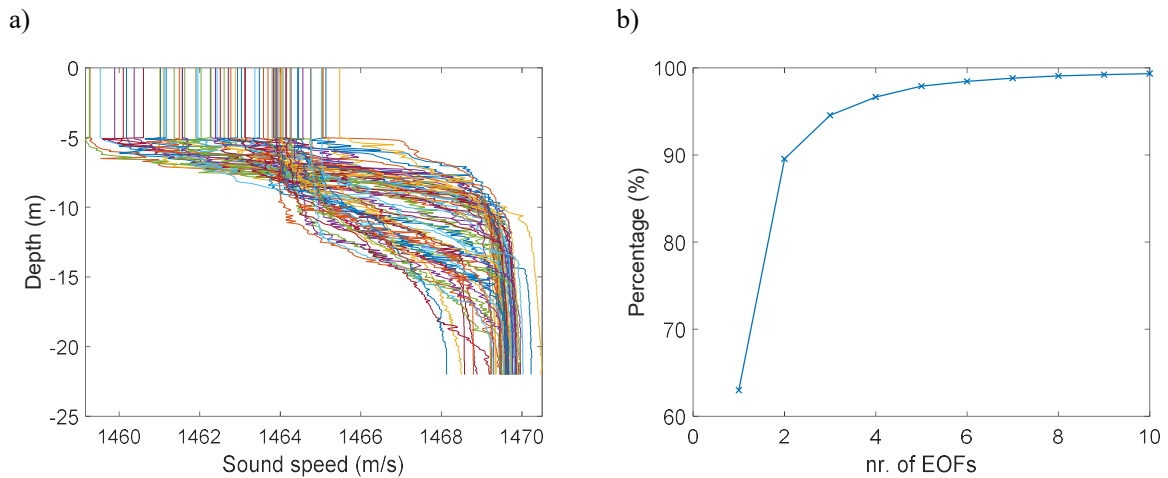 a)
0
-5
-10
-15
-20
-25
Depth (m)
1460 1462 1464 1466 1468 1470
Sound speed (m/s)
b)
100
90
80
70
60
Percentage (%)
0 2 4 6 8 10
nr. of EOFs